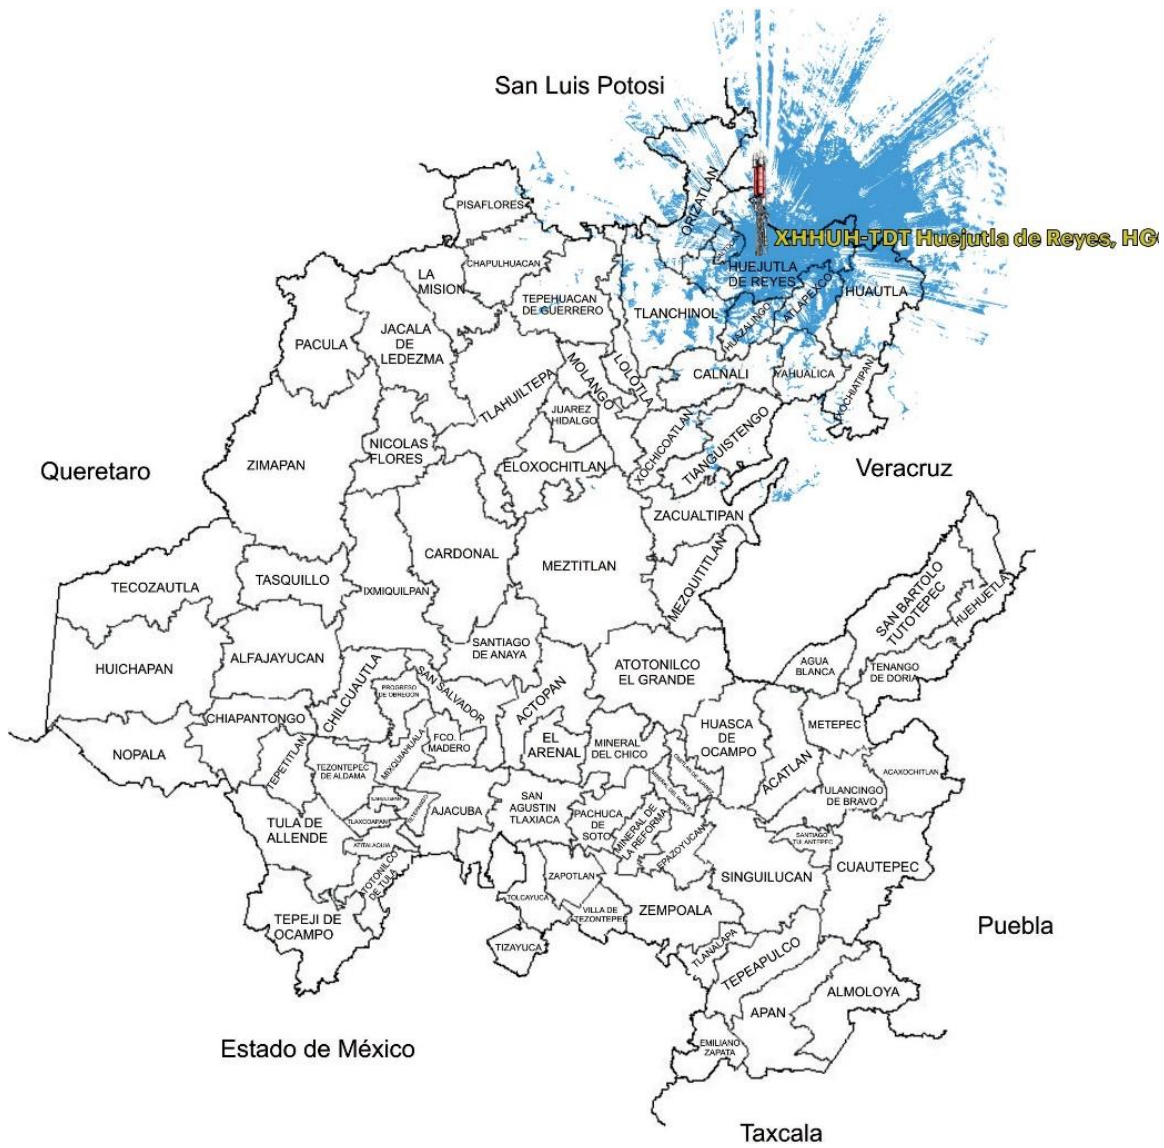 San Luis Potosi
PISAFLORES
ORIZATLAN
XHHUH-TDT Huejutla de Reyes, HG
CHAPULHUACAN
LA
MISION
TEPEHUACAN
DE GUERRERO
TLANCHINOL
HUEJUTLA
DE REYES
HUAUTLA
ATLAPEXCO
HUAZALINGO
PACULA
JACALA
DE
LEDEZMA
TLAHUILTEPA
MOLANGO
LOLOTLA
CALNALI
YAHUALICA
JUAREZ
HIDALGO
NICOLAS
FLORES
ZIMAPAN
ELOXOCHITLAN
XOCHICOATLAN
TIANGUISTENGO
Queretaro
Veracruz
ZACUALTIPAN
CARDONAL
MEZTITLAN
MEZQUITITLAN
TECOZAUTLA
TASQUILLO
IXMIQUILPAN
SAN BARTOLO
TUTOTEPEC
HUEHUETLA
HUICHAPAN
ALFAJAYUCAN
SANTIAGO
DE ANAYA
ATOTONILCO
EL GRANDE
AGUA
BLANCA
TENANGO
DE DORIA
CHILCUAUTLA
PROGRESO
DE OBREGON
SAN SALVADOR
ACTOPAN
CHIAPANTONGO
NOPALA
TEPETITLAN
TEZONTEPEC
DE ALDAMA
MIXQUIAHUALA
FCO. I.
MADERO
EL
ARENAL
MINERAL
DEL CHICO
HUASCA
DE
OCAMPO
ACATLAN
METEPEC
ACAXOCHITLAN
TULANCINGO
DE BRAVO
TULA DE
ALLENDE
TLAXCOAPAN
ATITALAQUIA
AJACUBA
SAN
AGUSTIN
TLAXIACA
PACHUCA
DE
SOTO
MINERAL DE
LA REFORMA
EPAZOYUCAN
SANTIAGO
TULANTEPEC
CUAUTEPEC
ATOTONILCO
DE TULA
SINGUILUCAN
TEPEJI DE
OCAMPO
TOLCAYUCA
ZAPOTLAN
VILLA DE
TEZONTEPEC
ZEMPOALA
TIZAYUCA
TLANALAPA
TEPEAPULCO
Puebla
ALMOLOYA
APAN
EMILIANO
ZAPATA
Estado de México
Taxcala